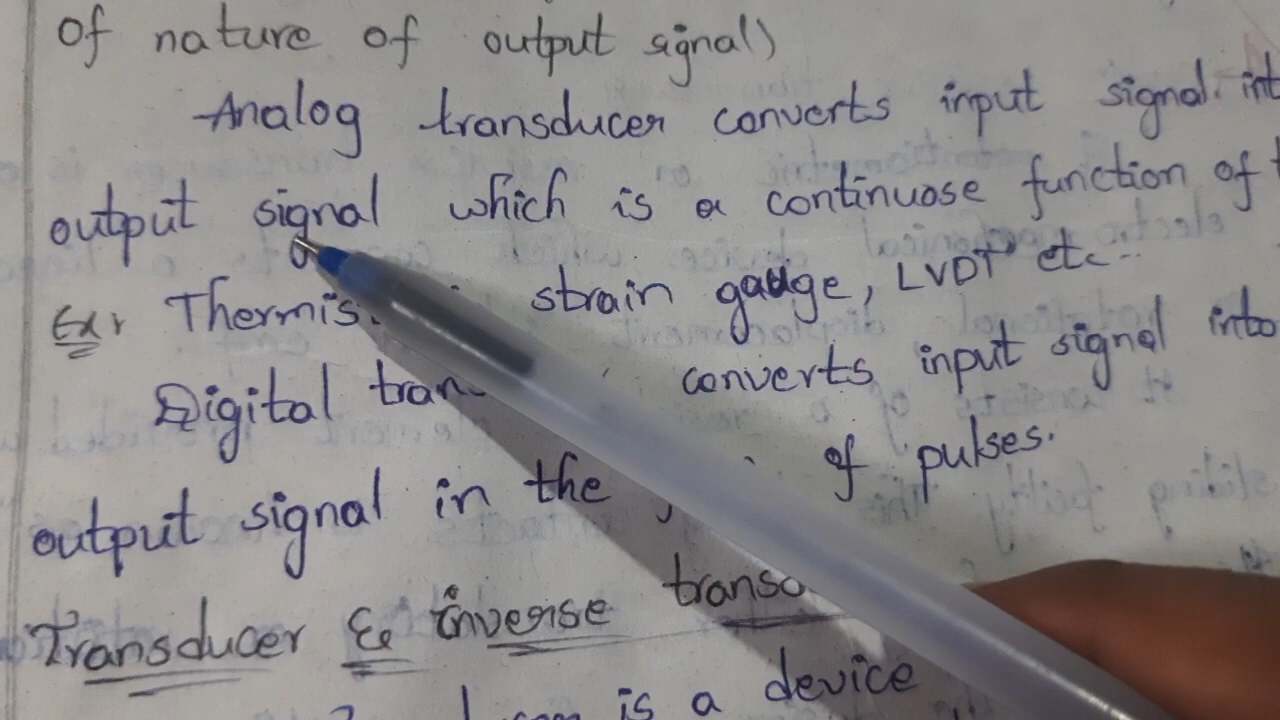 of nature of output signal)
Analog transducer converts input signal
output signal which is a continuose function of
Ex: strain gauge, LVDT etc..
Digital converts input signal into
output signal in the of pulses.
Transducer & inverse
is a device